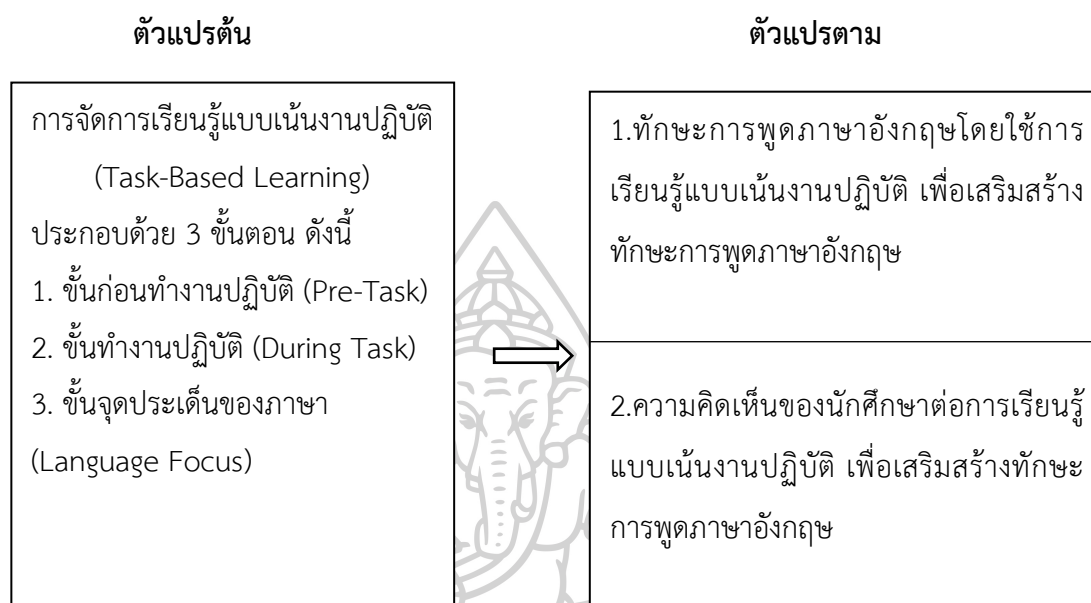 ตัวแปรต้น
ตัวแปรตาม
การจัดการเรียนรู้แบบเน้นงานปฏิบัติ
(Task-Based Learning)
ประกอบด้วย 3 ขั้นตอน ดังนี้
1. ขั้นก่อนทำงานปฏิบัติ (Pre-Task)
2. ขั้นทำงานปฏิบัติ (During Task)
3. ขั้นจุดประเด็นของภาษา
(Language Focus)
1.ทักษะการพูดภาษาอังกฤษโดยใช้การ
เรียนรู้แบบเน้นงานปฏิบัติ เพื่อเสริมสร้าง
ทักษะการพูดภาษาอังกฤษ
2.ความคิดเห็นของนักศึกษาต่อการเรียนรู้
แบบเน้นงานปฏิบัติ เพื่อเสริมสร้างทักษะ
การพูดภาษาอังกฤษ